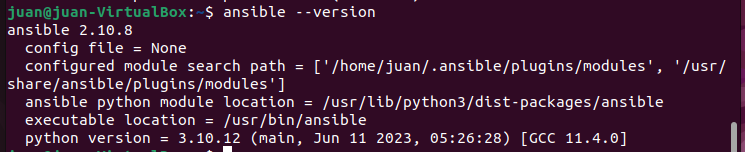 juan@juan-VirtualBox:~$ ansible --version
ansible 2.10.8
  config file = None
  configured module search path = ['/home/juan/.ansible/plugins/modules', '/usr/
share/ansible/plugins/modules']
  ansible python module location = /usr/lib/python3/dist-packages/ansible
  executable location = /usr/bin/ansible
  python version = 3.10.12 (main, Jun 11 2023, 05:26:28) [GCC 11.4.0]
juan@juan-VirtualBox:~$